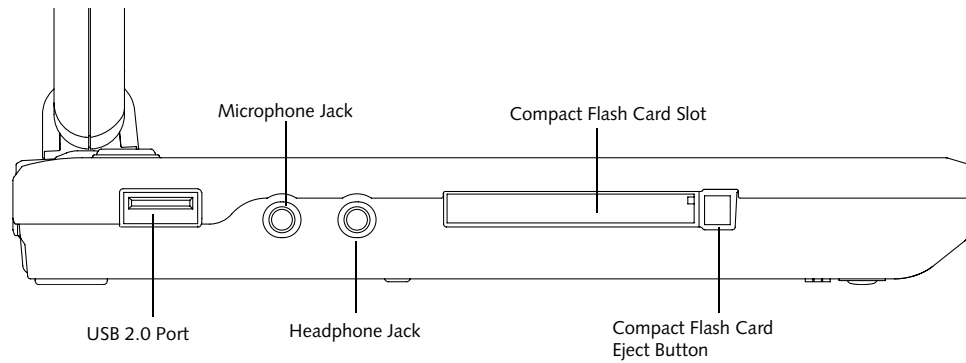 Microphone Jack
Compact Flash Card Slot
USB 2.0 Port
Headphone Jack
Compact Flash Card
Eject Button